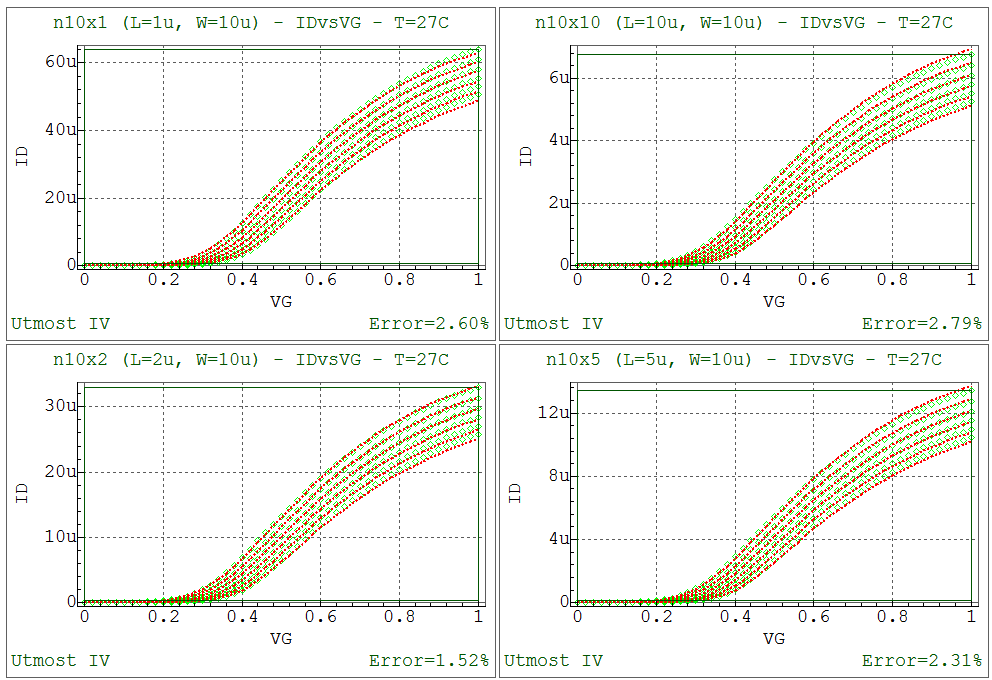 n10x1 (L=1u, W=10u) - IDvsVG - T=27C
60u
40u
20u
0
ID
0 0.2 0.4 0.6 0.8 1
VG
Utmost IV Error=2.60%
n10x10 (L=10u, W=10u) - IDvsVG - T=27C
6u
4u
2u
0
ID
0 0.2 0.4 0.6 0.8 1
VG
Utmost IV Error=2.79%
n10x2 (L=2u, W=10u) - IDvsVG - T=27C
30u
20u
10u
0
ID
0 0.2 0.4 0.6 0.8 1
VG
Utmost IV Error=1.52%
n10x5 (L=5u, W=10u) - IDvsVG - T=27C
12u
8u
4u
0
ID
0 0.2 0.4 0.6 0.8 1
VG
Utmost IV Error=2.31%